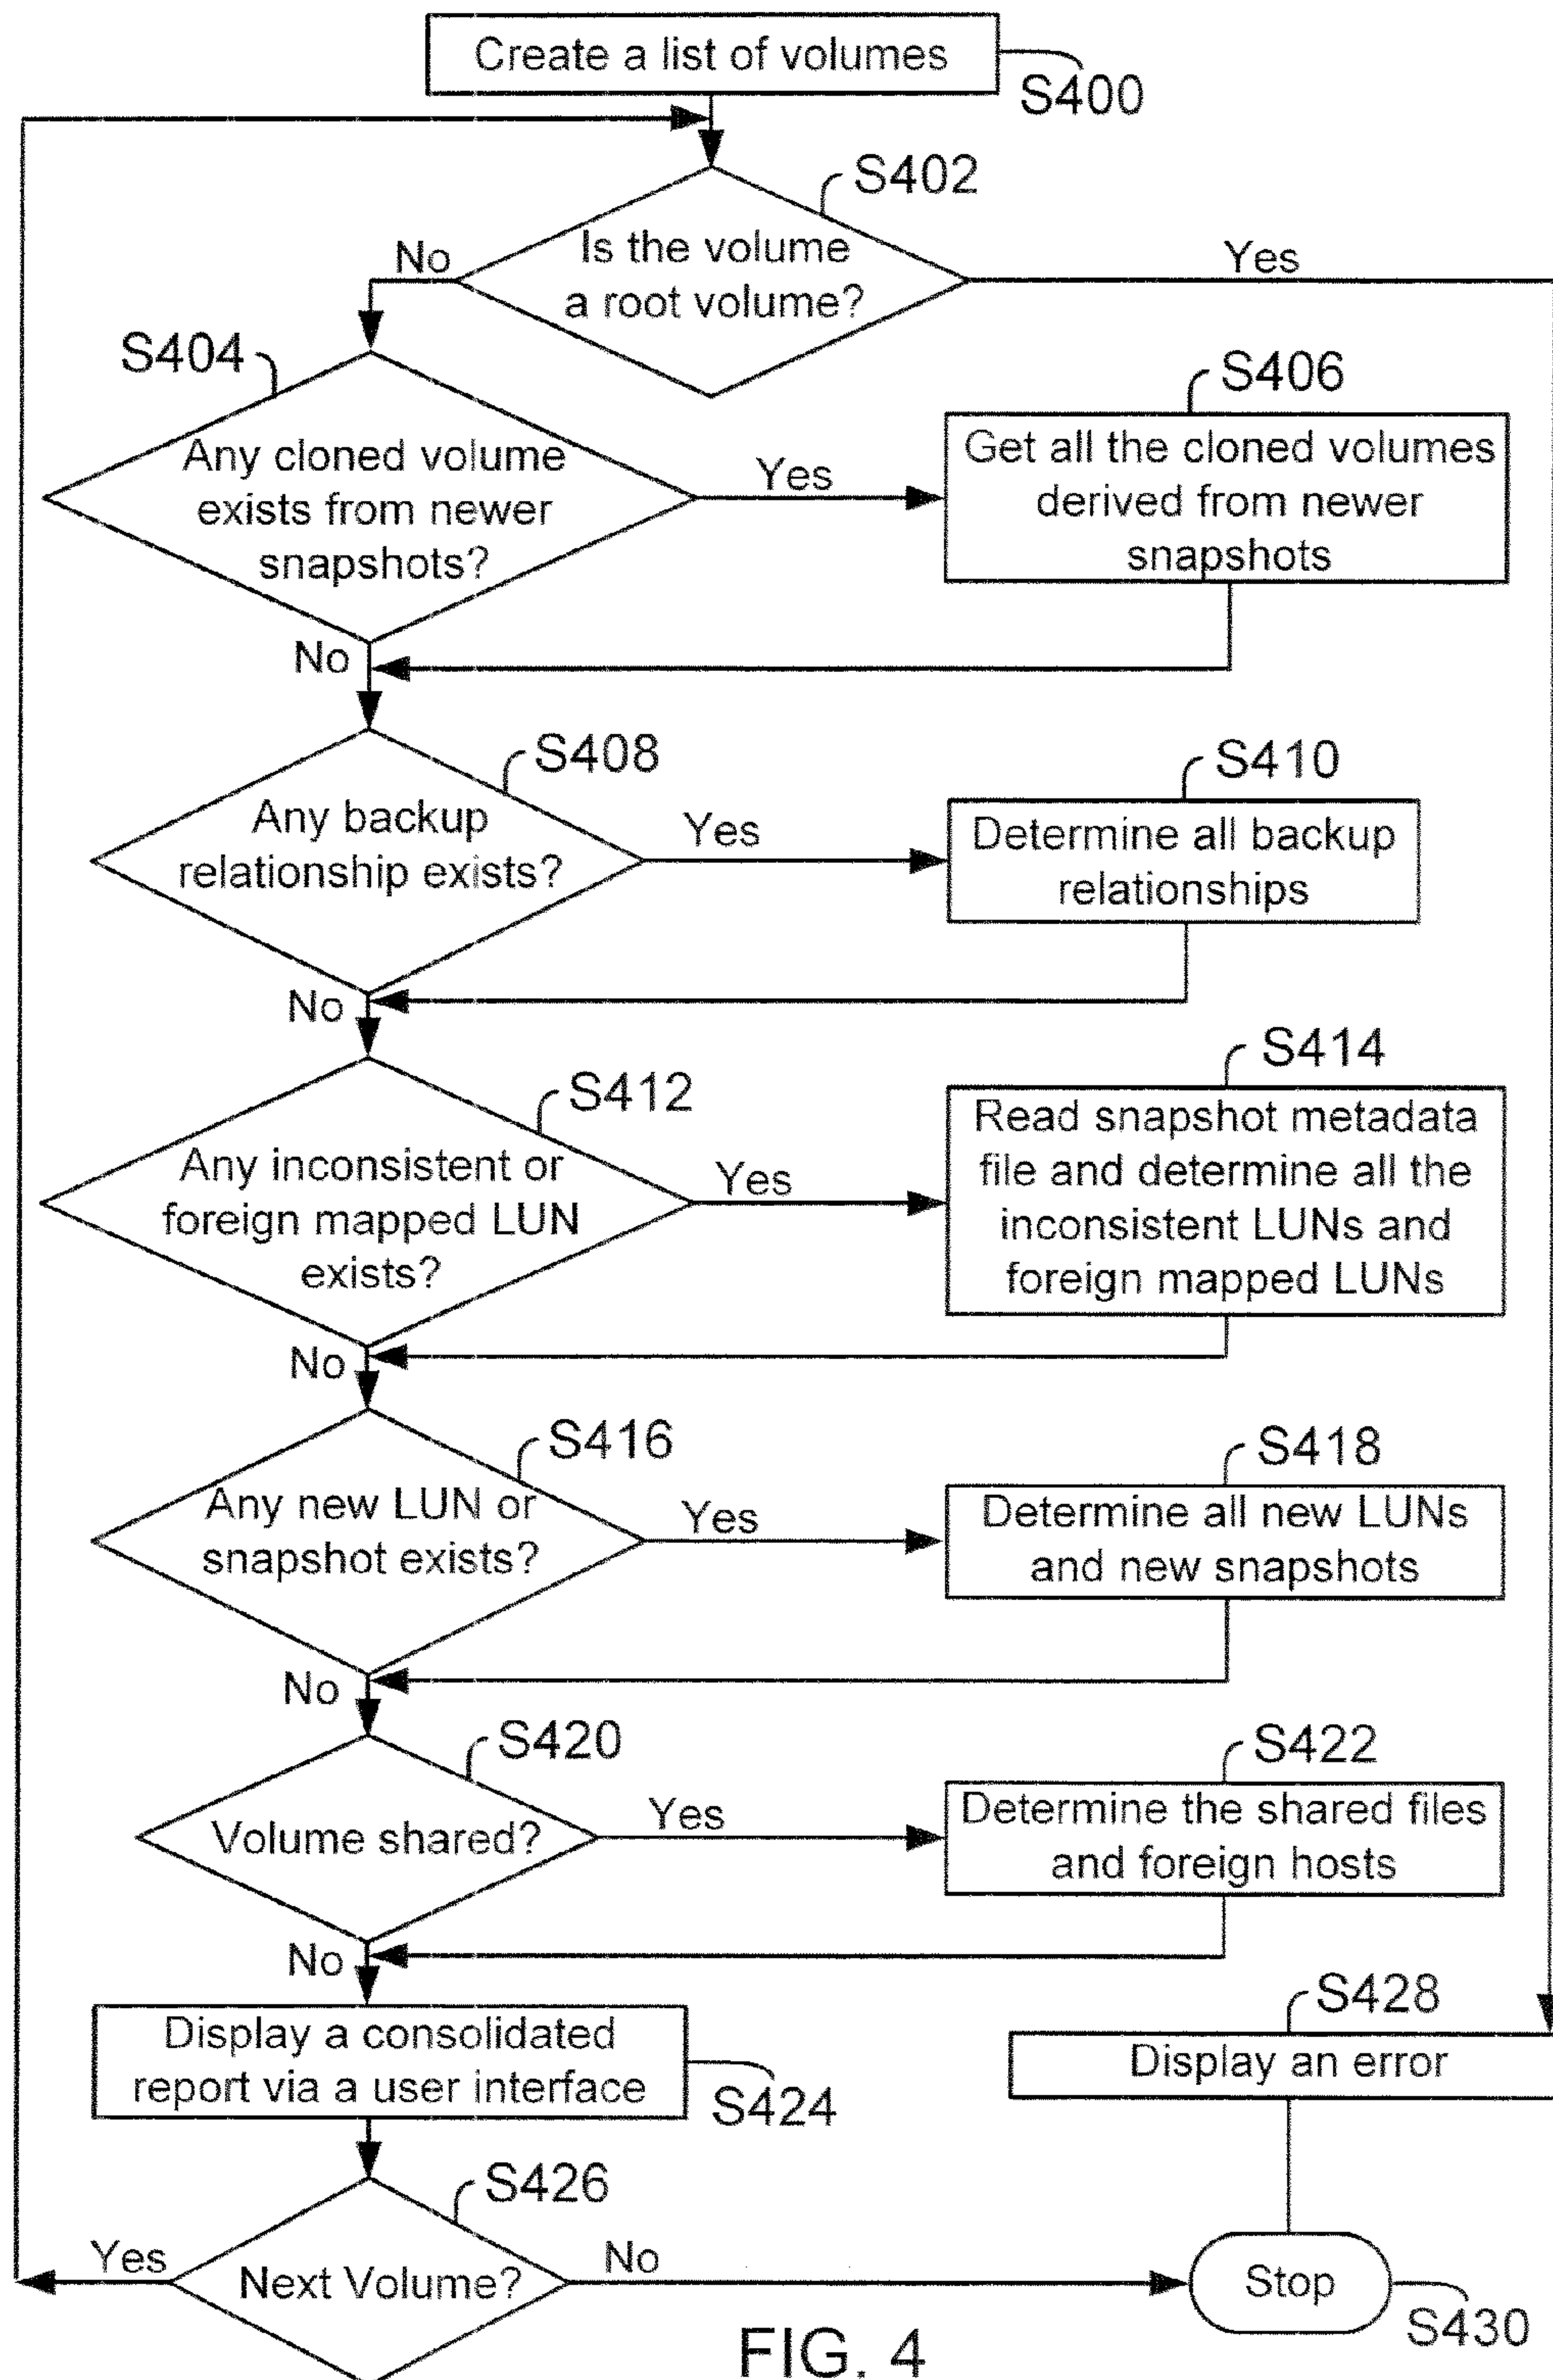 Create a list of volumes
S400
S402
Is the volume
a root volume?
No
Yes
S404
Any cloned volume
exists from newer
snapshots?
Yes
No
S406
Get all the cloned volumes
derived from newer
snapshots
S408
Any backup
relationship exists?
Yes
No
S410
Determine all backup
relationships
S412
Any inconsistent or
foreign mapped LUN
exists?
Yes
No
S414
Read snapshot metadata
file and determine all the
inconsistent LUNs and
foreign mapped LUNs
S416
Any new LUN or
snapshot exists?
Yes
No
S418
Determine all new LUNs
and new snapshots
S420
Volume shared?
Yes
No
S422
Determine the shared files
and foreign hosts
Display a consolidated
report via a user interface
S424
S428
Display an error
S426
Next Volume?
Yes
No
Stop
S430
FIG. 4